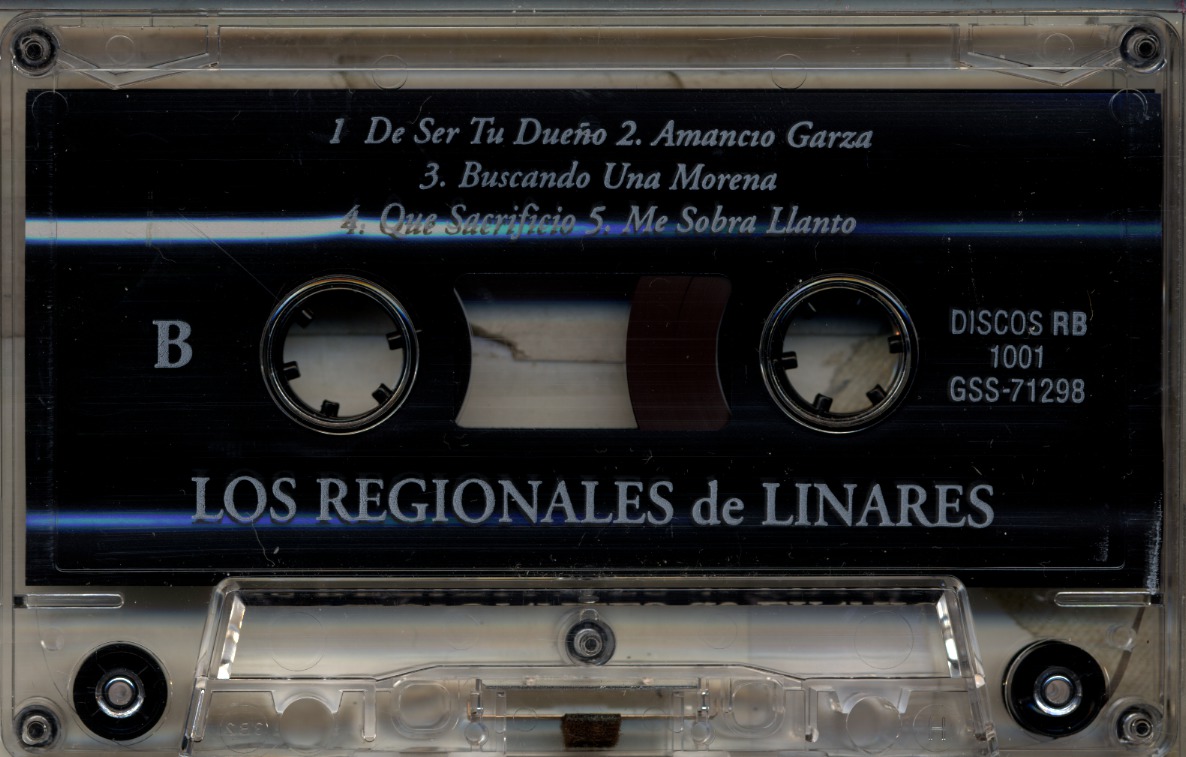 1 De Ser Tu Dueño 2. Amancio Garza
3. Buscando Una Morena
4. Que Sacrificio 5. Me Sobra Llanto
B
DISCOS RB
1001
GSS-71298
LOS REGIONALES de LINARES